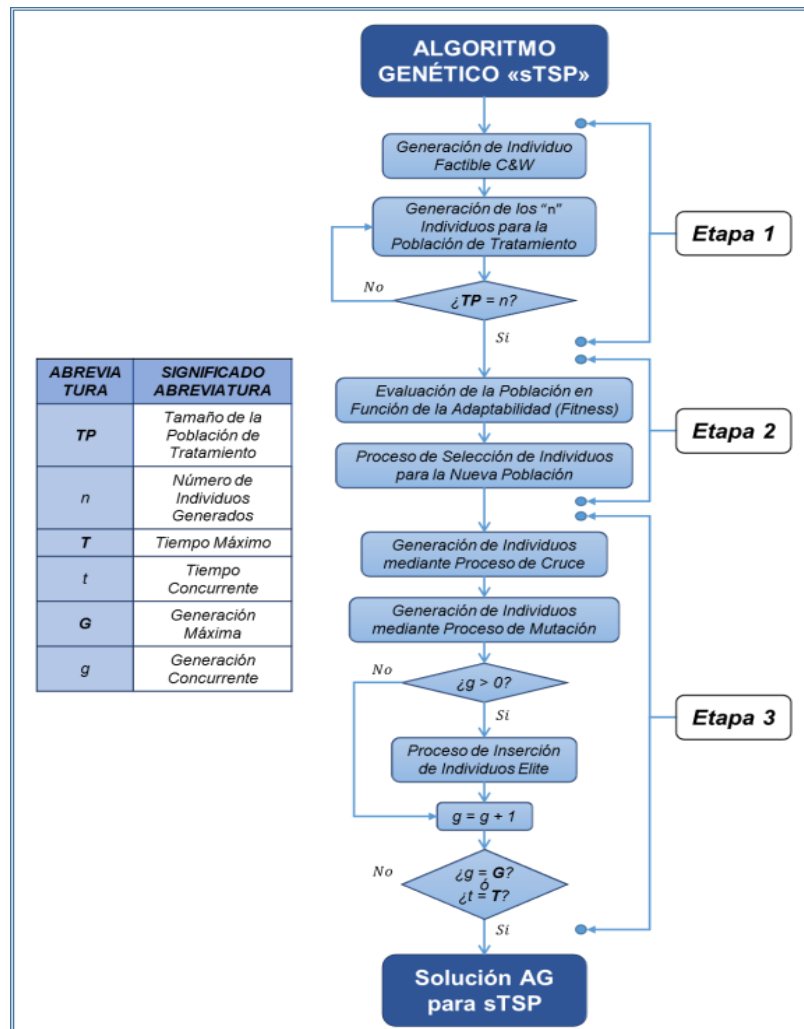 ALGORITMO
GENÉTICO «sTSP»
Generación de Individuo
Factible C&W
Generación de los "n"
Individuos para la
Población de Tratamiento
No
¿TP = n?
Si
Etapa 1
Evaluación de la Población en
Función de la Adaptabilidad (Fitness)
Proceso de Selección de Individuos
para la Nueva Población
Etapa 2
Generación de Individuos
mediante Proceso de Cruce
Generación de Individuos
mediante Proceso de Mutación
No
¿g > 0?
Si
Proceso de Inserción
de Individuos Elite
g = g + 1
No
¿g = G?
ó
¿t = T?
Si
Etapa 3
Solución AG
para sTSP
ABREVIA
TURA
SIGNIFICADO
ABREVIATURA
TP
Tamaño de la
Población de
Tratamiento
n
Número de
Individuos
Generados
T
Tiempo Máximo
t
Tiempo
Concurrente
G
Generación
Máxima
g
Generación
Concurrente